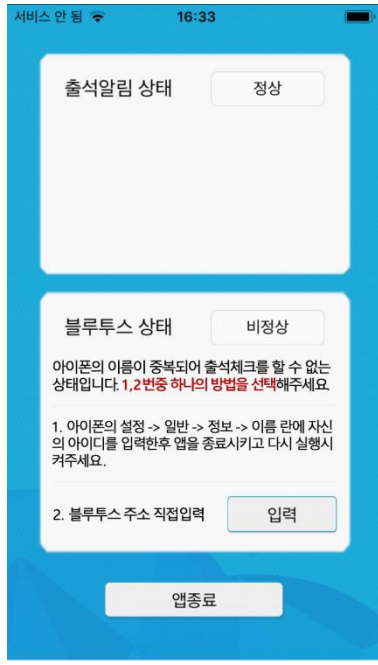 서비스 안 됨 16:33
출석알림 상태 정상
블루투스 상태 비정상
아이폰의 이름이 중복되어 출석체크를 할 수 없는
상태입니다. 1,2번중 하나의 방법을 선택해주세요.
1. 아이폰의 설정 -> 일반 -> 정보 -> 이름 란에 자신
의 아이디를 입력한후 앱을 종료시키고 다시 실행시
켜주세요.
2. 블루투스 주소 직접입력 입력
앱종료